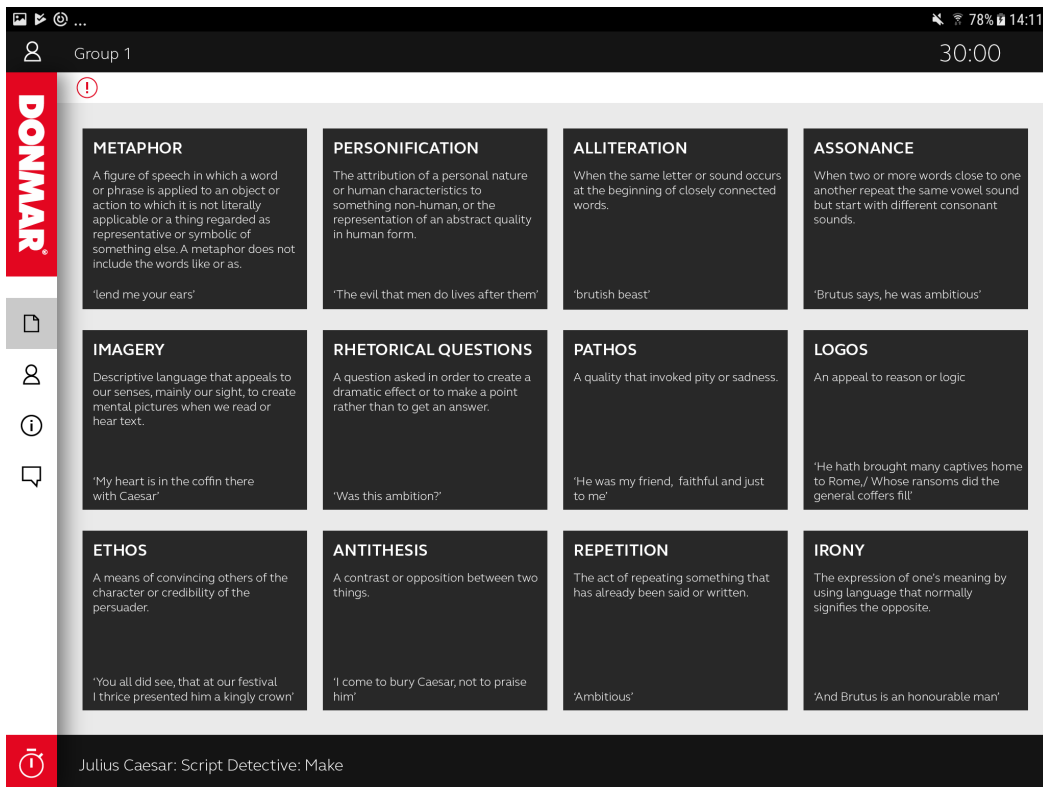 ... 78% 14:11
Group 1 30:00
DONMAR®
METAPHOR
A figure of speech in which a word
or phrase is applied to an object or
action to which it is not literally
applicable or a thing regarded as
representative or symbolic of
something else. A metaphor does not
include the words like or as.
‘lend me your ears’
PERSONIFICATION
The attribution of a personal nature
or human characteristics to
something non-human, or the
representation of an abstract quality
in human form.
‘The evil that men do lives after them’
ALLITERATION
When the same letter or sound occurs
at the beginning of closely connected
words.
‘brutish beast’
ASSONANCE
When two or more words close to one
another repeat the same vowel sound
but start with different consonant
sounds.
‘Brutus says, he was ambitious’
IMAGERY
Descriptive language that appeals to
our senses, mainly our sight, to create
mental pictures when we read or
hear text.
‘My heart is in the coffin there
with Caesar’
RHETORICAL QUESTIONS
A question asked in order to create a
dramatic effect or to make a point
rather than to get an answer.
‘Was this ambition?’
PATHOS
A quality that invoked pity or sadness.
‘He was my friend, faithful and just
to me’
LOGOS
An appeal to reason or logic
‘He hath brought many captives home
to Rome,/ Whose ransoms did the
general coffers fill’
ETHOS
A means of convincing others of the
character or credibility of the
persuader.
‘You all did see, that at our festival
I thrice presented him a kingly crown’
ANTITHESIS
A contrast or opposition between two
things.
‘I come to bury Caesar, not to praise
him’
REPETITION
The act of repeating something that
has already been said or written.
‘Ambitious’
IRONY
The expression of one’s meaning by
using language that normally
signifies the opposite.
‘And Brutus is an honourable man’
Julius Caesar: Script Detective: Make